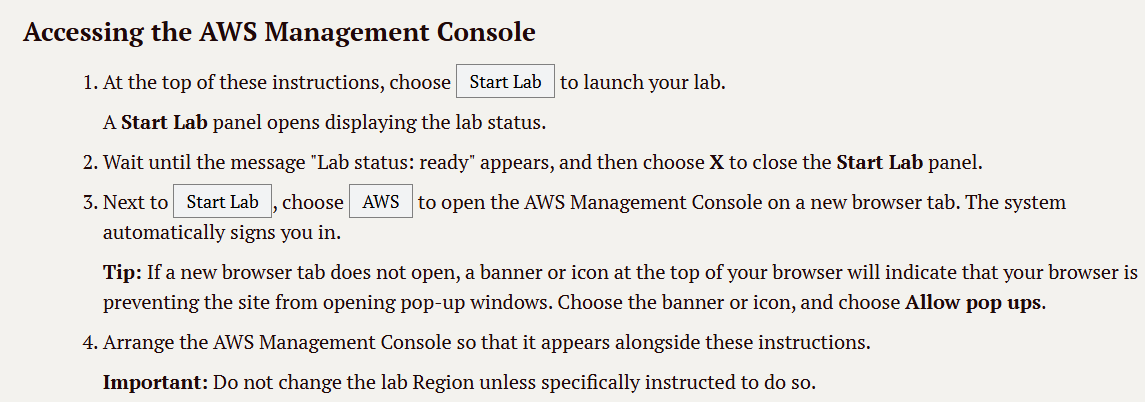 Accessing the AWS Management Console
1. At the top of these instructions, choose Start Lab to launch your lab.
A Start Lab panel opens displaying the lab status.
2. Wait until the message "Lab status: ready" appears, and then choose X to close the Start Lab panel.
3. Next to Start Lab , choose AWS to open the AWS Management Console on a new browser tab. The system
automatically signs you in.
Tip: If a new browser tab does not open, a banner or icon at the top of your browser will indicate that your browser is
preventing the site from opening pop-up windows. Choose the banner or icon, and choose Allow pop ups.
4. Arrange the AWS Management Console so that it appears alongside these instructions.
Important: Do not change the lab Region unless specifically instructed to do so.